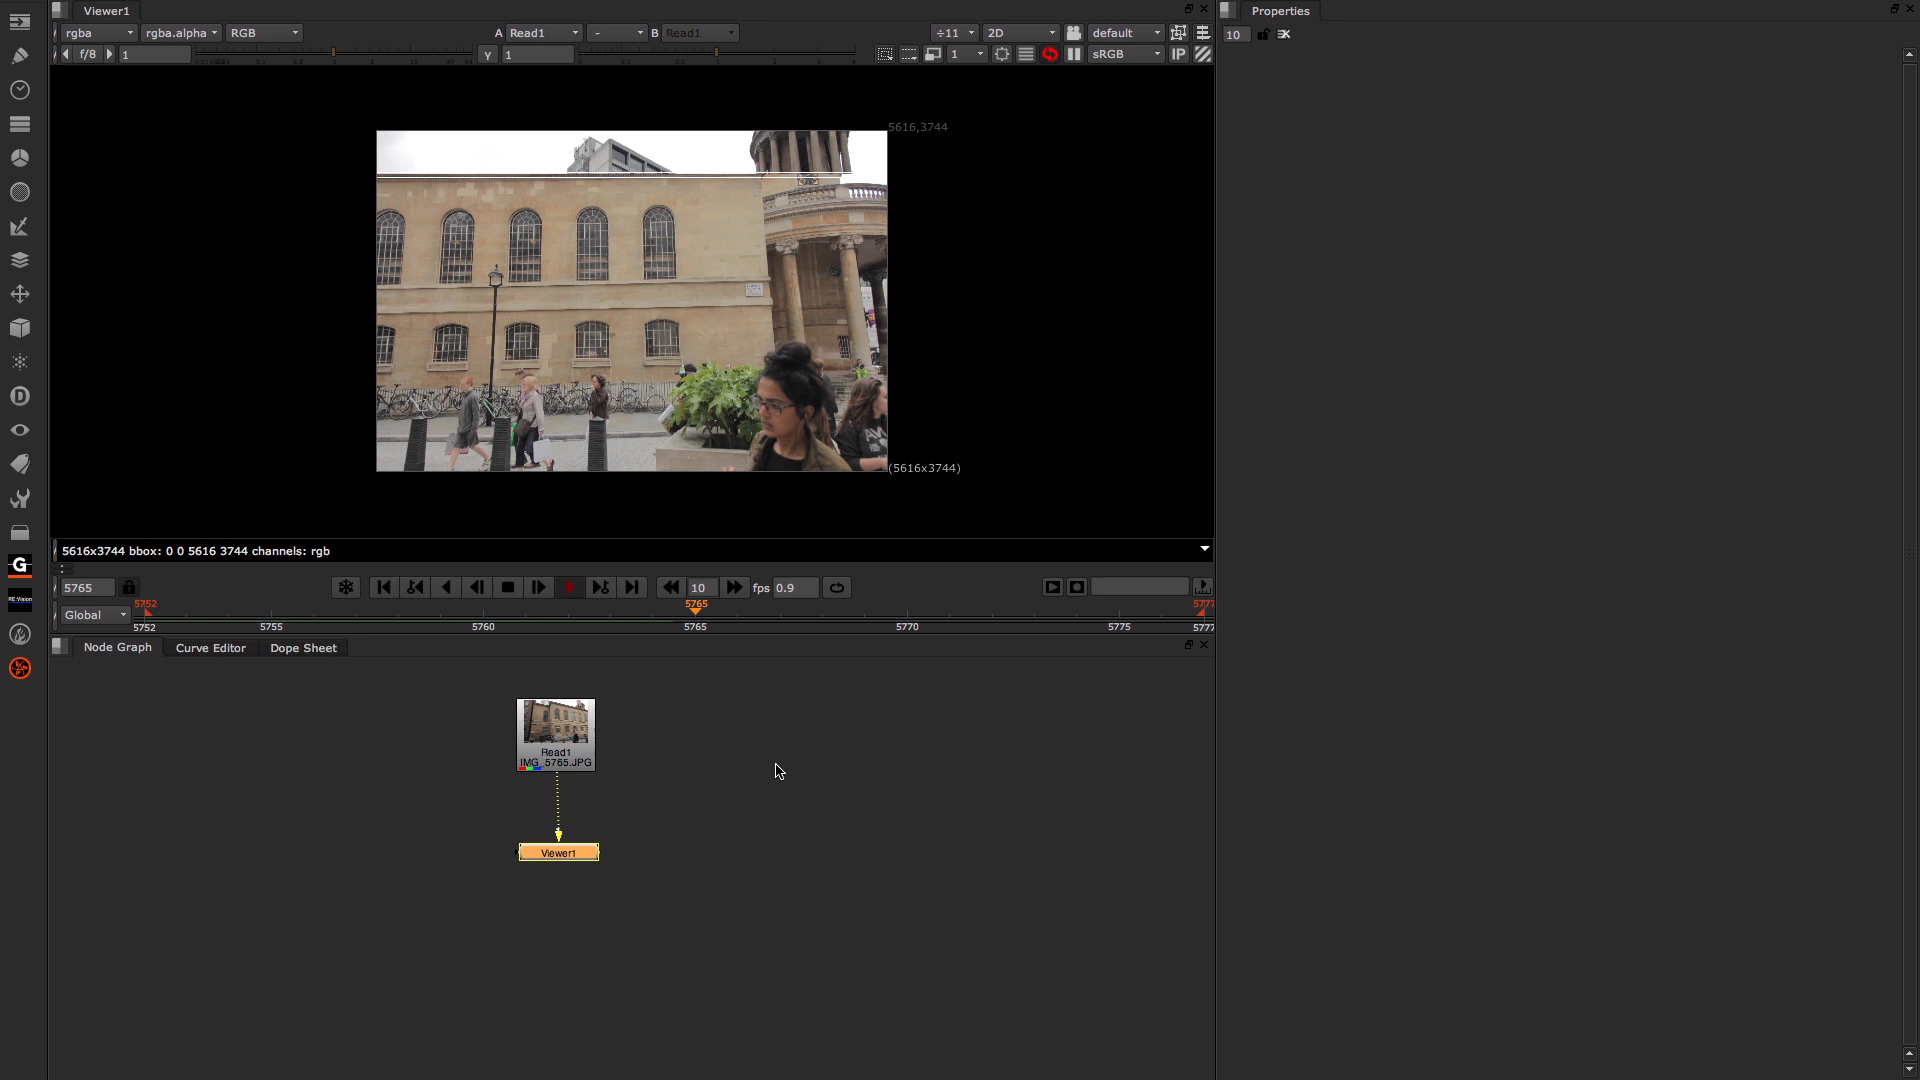 Viewer1
Properties
rgba
rgba.alpha
RGB
A Read1
-
B Read1
÷11
2D
default
10
f/8
1
γ
1
1
sRGB
IP
5616,3744
(5616x3744)
5616x3744 bbox: 0 0 5616 3744 channels: rgb
5765
10
fps 0.9
Global
5752
5765
5777
5752
5755
5760
5765
5770
5775
5777
Node Graph
Curve Editor
Dope Sheet
D
G
RE:Vision
Read1
IMG_5765.JPG
Viewer1